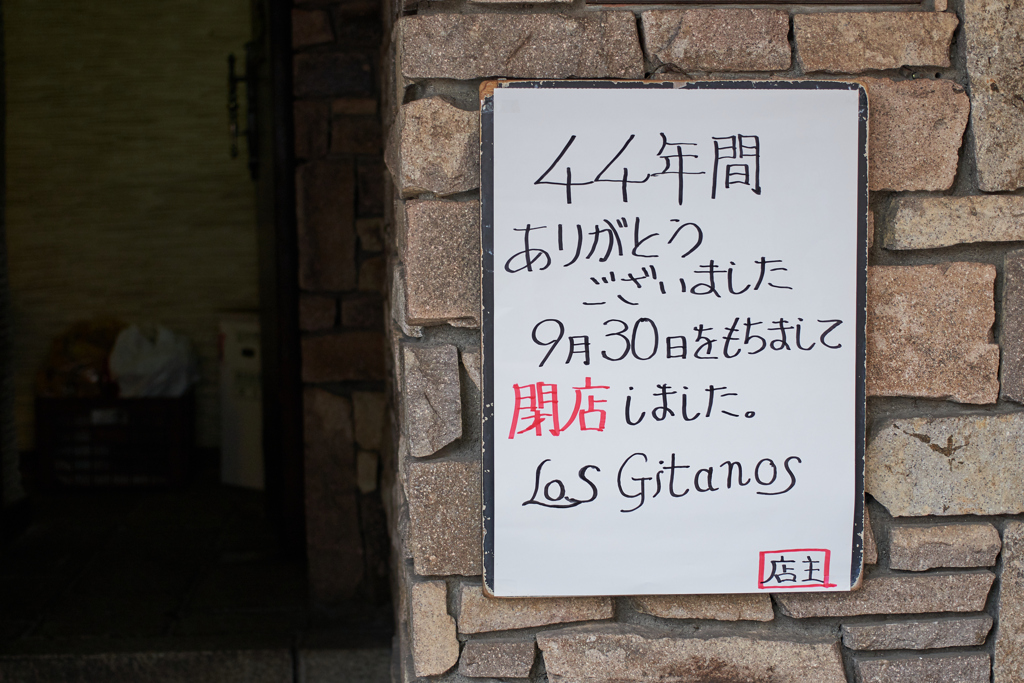 44年間
ありがとう
ございました
9月30日をもちまして
閉店しました。
Los Gitanos
店主